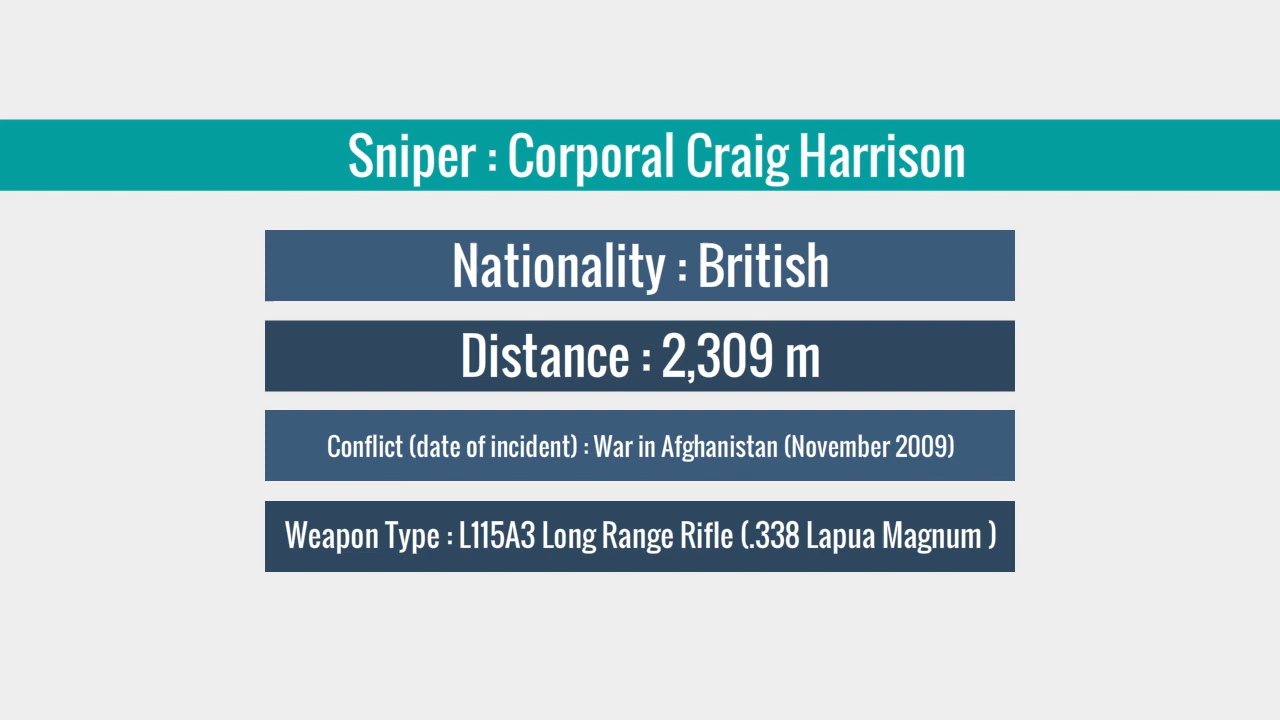 Sniper : Corporal Craig Harrison
Nationality : British
Distance : 2,309 m
Conflict (date of incident) : War in Afghanistan (November 2009)
Weapon Type : L115A3 Long Range Rifle (.338 Lapua Magnum )